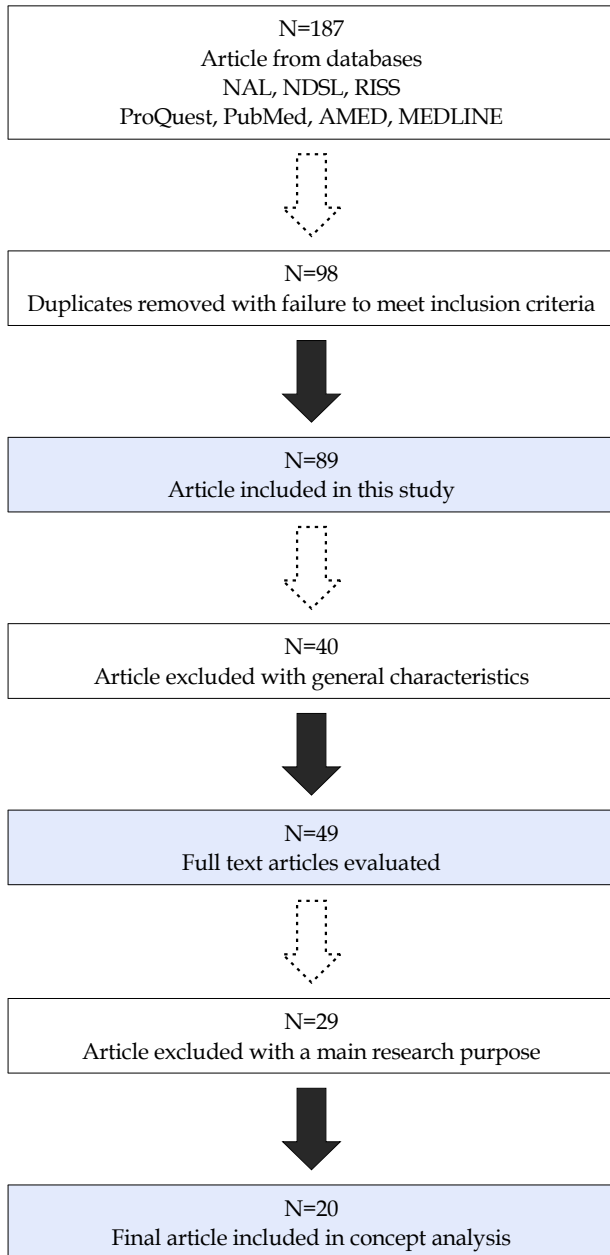 N=187
Article from databases
NAL, NDSL, RISS
ProQuest, PubMed, AMED, MEDLINE
N=98
Duplicates removed with failure to meet inclusion criteria
N=89
Article included in this study
N=40
Article excluded with general characteristics
N=49
Full text articles evaluated
N=29
Article excluded with a main research purpose
N=20
Final article included in concept analysis